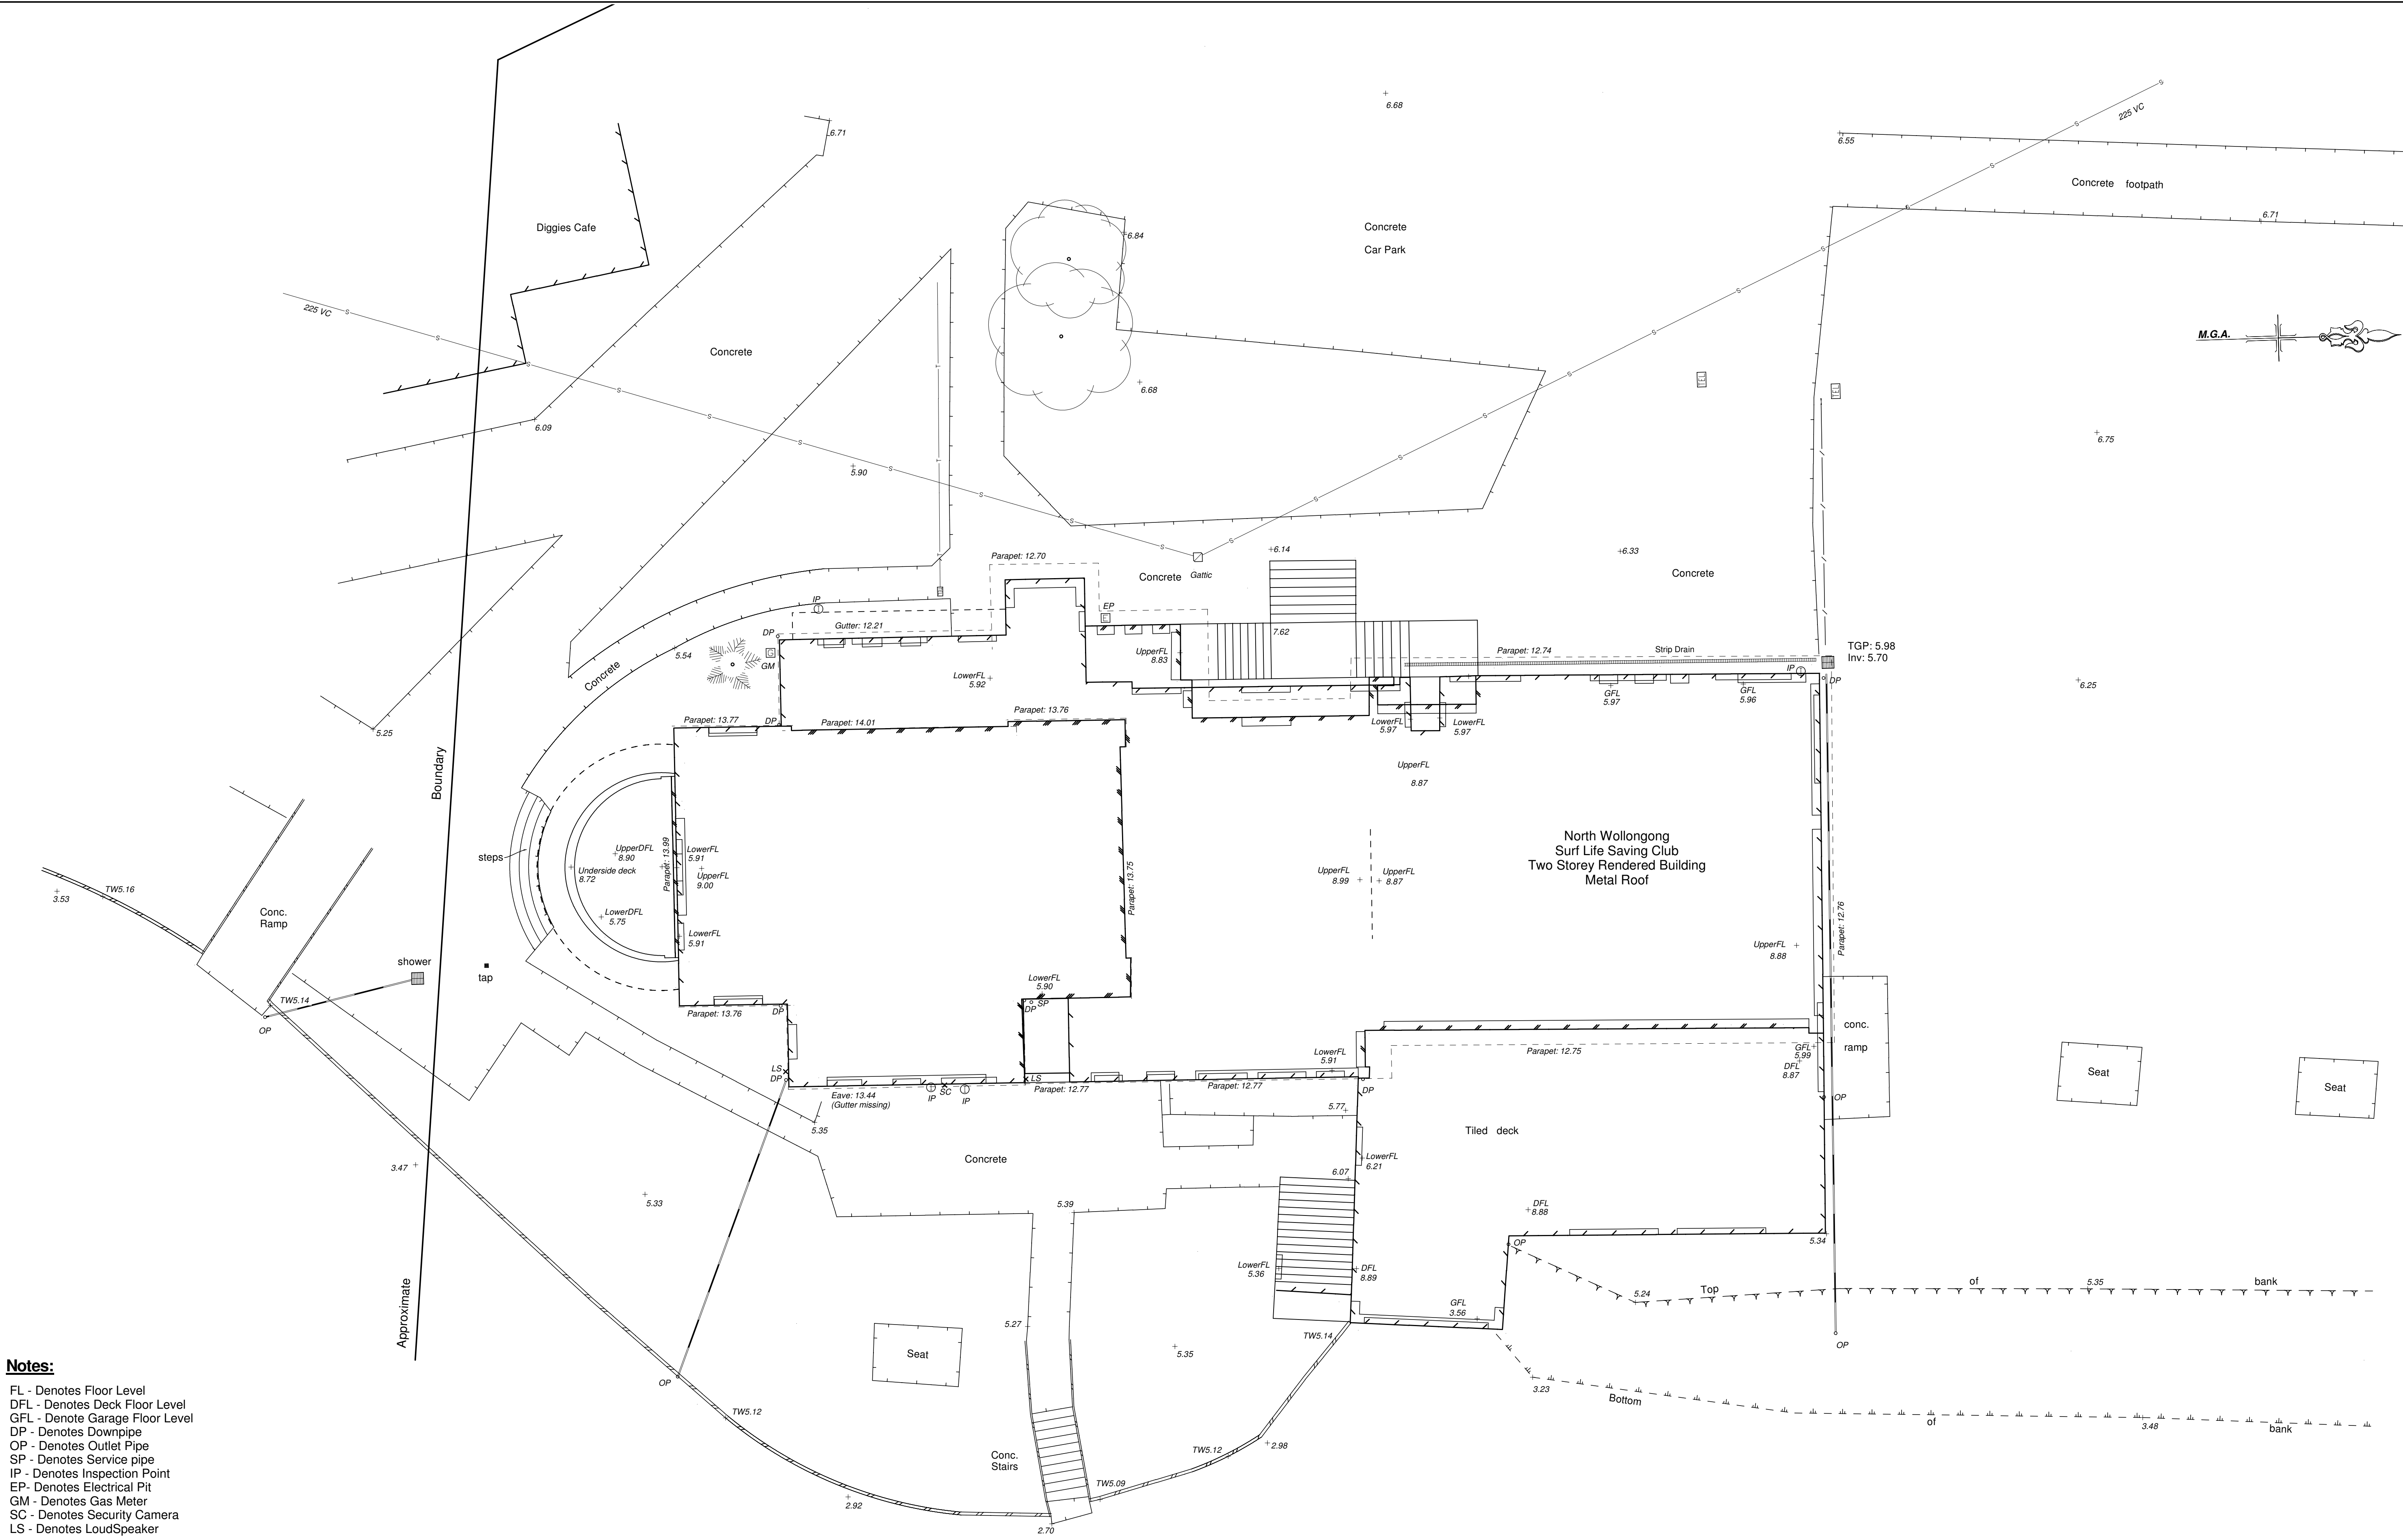 6.68
225 VC
6.71
6.55
Concrete footpath
6.71
Diggies Cafe
Concrete
Car Park
6.84
225 VC
M.G.A.
Concrete
6.68
6.09
6.75
5.90
Parapet: 12.70
Concrete
Gattic
6.14
6.33
Concrete
IP
EP
E
Gutter: 12.21
DP
7.62
G
GM
5.54
Concrete
UpperFL
8.83
Parapet: 12.74
Strip Drain
TGP: 5.98
Inv: 5.70
IP
DP
LowerFL
5.92
GFL
5.97
GFL
5.96
6.25
Parapet: 13.77
DP
Parapet: 14.01
Parapet: 13.76
LowerFL
5.97
LowerFL
5.97
5.25
Boundary
UpperFL
8.87
North Wollongong
Surf Life Saving Club
Two Storey Rendered Building
Metal Roof
steps
UpperDFL
8.90
Underside deck
8.72
Parapet: 13.99
LowerFL
5.91
UpperFL
9.00
Parapet: 13.75
UpperFL
8.99
UpperFL
8.87
TW5.16
3.53
Conc.
Ramp
LowerDFL
5.75
LowerFL
5.91
Parapet: 12.76
UpperFL
8.88
shower
tap
LowerFL
5.90
SP
DP
TW5.14
OP
Parapet: 13.76
DP
conc.
ramp
LowerFL
5.91
Parapet: 12.75
GFL
5.99
DFL
8.87
LS
DP
LS
Parapet: 12.77
Parapet: 12.77
DP
Seat
Seat
Eave: 13.44
(Gutter missing)
IP
SC
IP
OP
5.35
5.77
Tiled deck
3.47
Concrete
LowerFL
6.21
6.07
5.33
5.39
DFL
8.88
OP
5.34
LowerFL
5.36
DFL
8.89
Approximate
Top
of
5.35
bank
5.24
GFL
3.56
5.27
TW5.14
OP
Seat
5.35
OP
3.23
Bottom
of
3.48
bank
TW5.12
Conc.
Stairs
TW5.12
2.98
TW5.09
2.92
2.70
Notes:
FL - Denotes Floor Level
DFL - Denotes Deck Floor Level
GFL - Denote Garage Floor Level
DP - Denotes Downpipe
OP - Denotes Outlet Pipe
SP - Denotes Service pipe
IP - Denotes Inspection Point
EP- Denotes Electrical Pit
GM - Denotes Gas Meter
SC - Denotes Security Camera
LS - Denotes LoudSpeaker